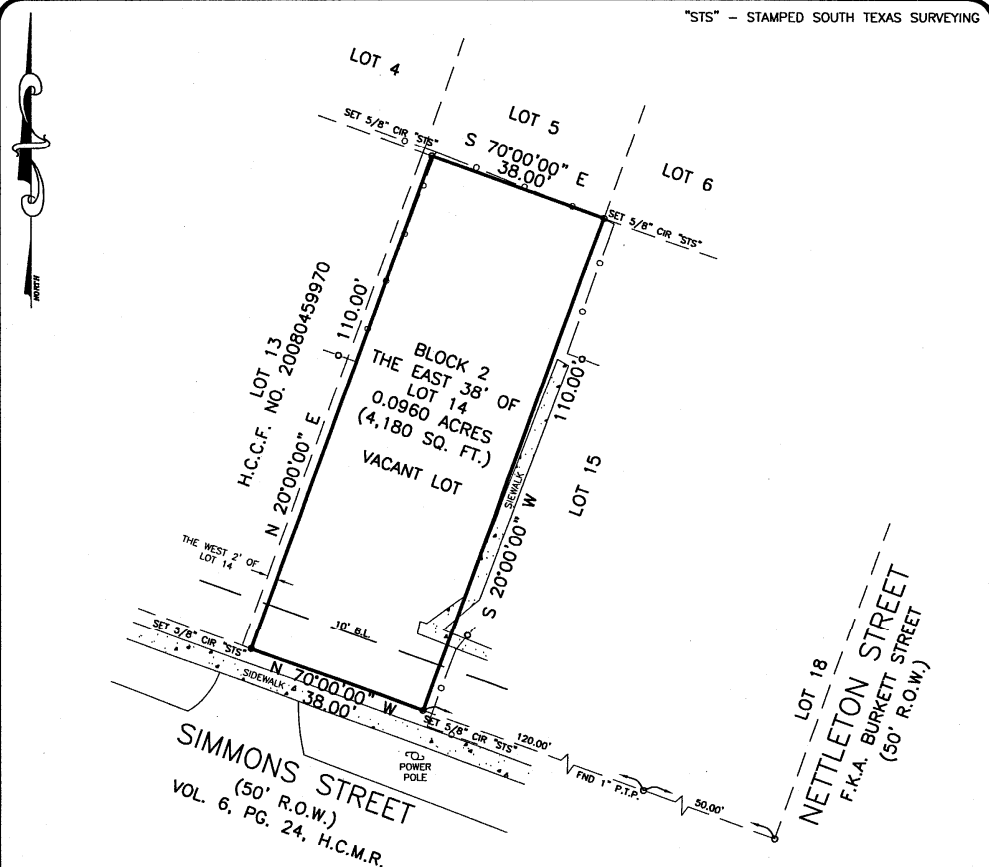 "STS" – STAMPED SOUTH TEXAS SURVEYING
LOT 4
LOT 5
LOT 6
SET 5/8" CIR "STS"
S 70°00'00" E
38.00'
SET 5/8" CIR "STS"
NORTH
LOT 13
H.C.C.F. NO. 20080459970
110.00'
N 20°00'00" E
BLOCK 2
THE EAST 38' OF
LOT 14
0.0960 ACRES
(4,180 SQ. FT.)
VACANT LOT
110.00'
SIEWALK
S 20°00'00" W
LOT 15
THE WEST 2' OF
LOT 14
10' B.L.
SET 5/8" CIR "STS"
N 70°00'00" W
SIDEWALK
38.00'
SET 5/8" CIR "STS"
120.00'
FND 1" P.T.P.
50.00'
POWER
POLE
SIMMONS STREET
(50' R.O.W.)
VOL. 6, PG. 24, H.C.M.R.
LOT 18
NETTLETON STREET
F.K.A. BURKETT STREET
(50' R.O.W.)